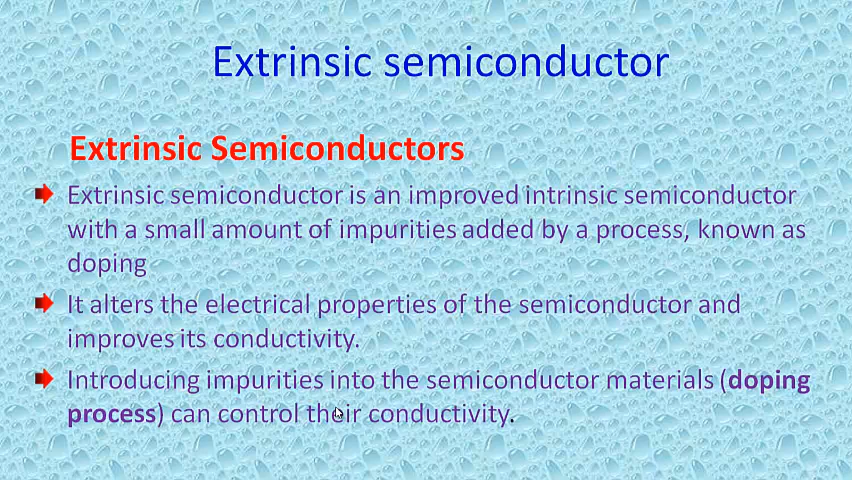 Extrinsic semiconductor
Extrinsic Semiconductors
Extrinsic semiconductor is an improved intrinsic semiconductor
with a small amount of impurities added by a process, known as
doping
It alters the electrical properties of the semiconductor and
improves its conductivity.
Introducing impurities into the semiconductor materials (doping
process) can control their conductivity.